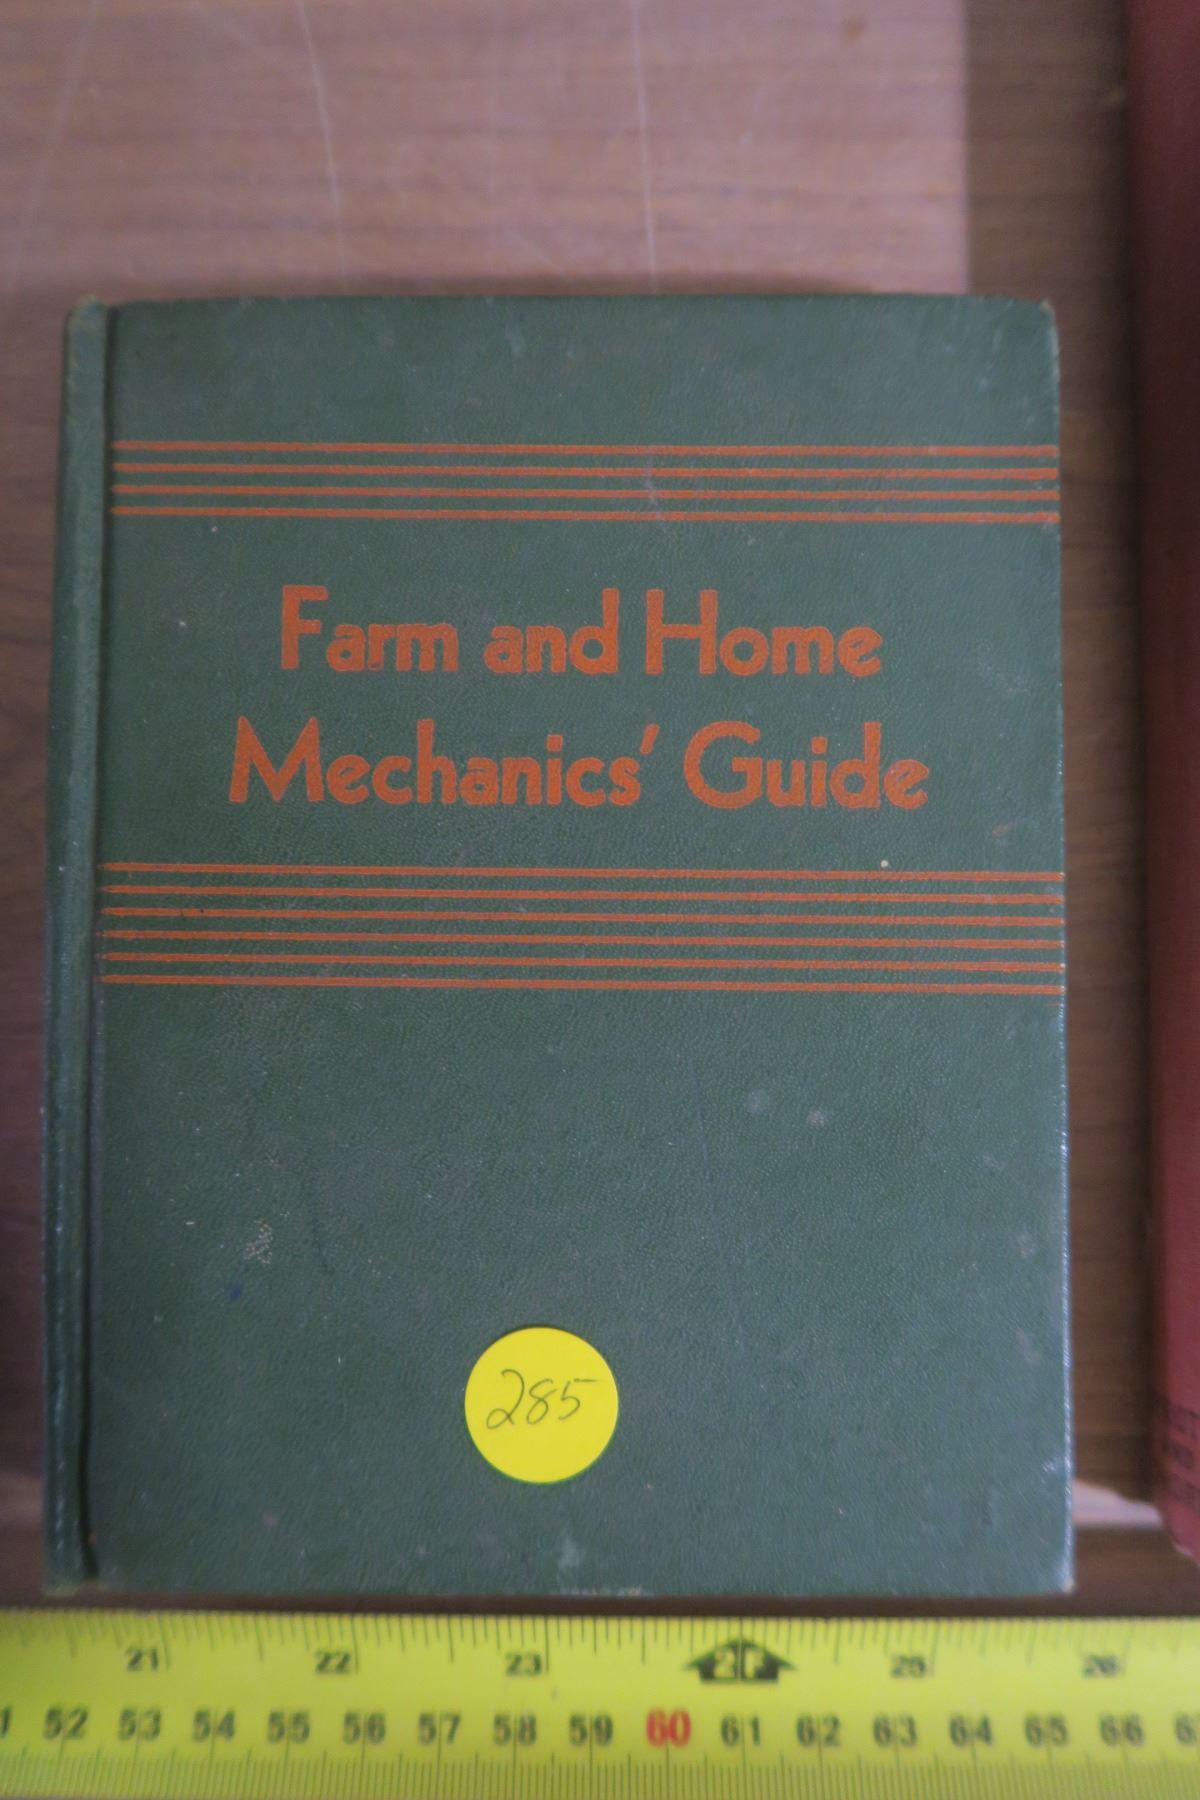 Farm and Home
Mechanics' Guide
285
21 22 23 2F 25 26
52 53 54 55 56 57 58 59 60 61 62 63 64 65 66